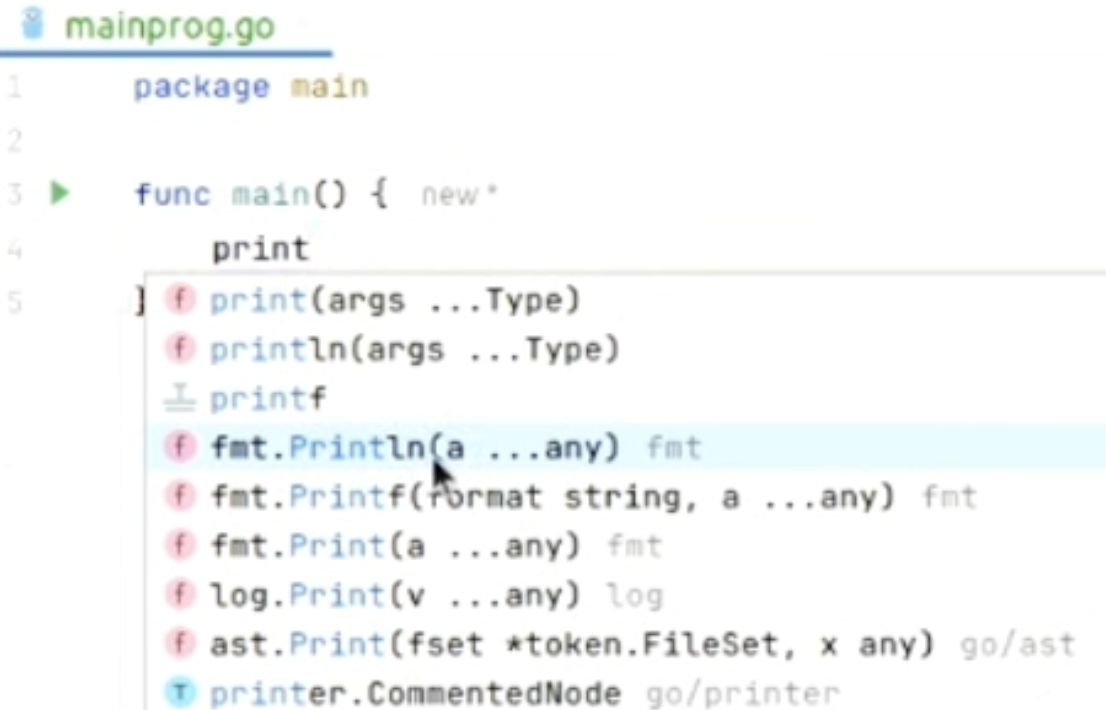 mainprog.go
1 package main
2
3 func main() { new *
4 print
5 }
f print(args ...Type)
f println(args ...Type)
printf
f fmt.Println(a ...any) fmt
f fmt.Printf(format string, a ...any) fmt
f fmt.Print(a ...any) fmt
f log.Print(v ...any) log
f ast.Print(fset *token.FileSet, x any) go/ast
T printer.CommentedNode go/printer